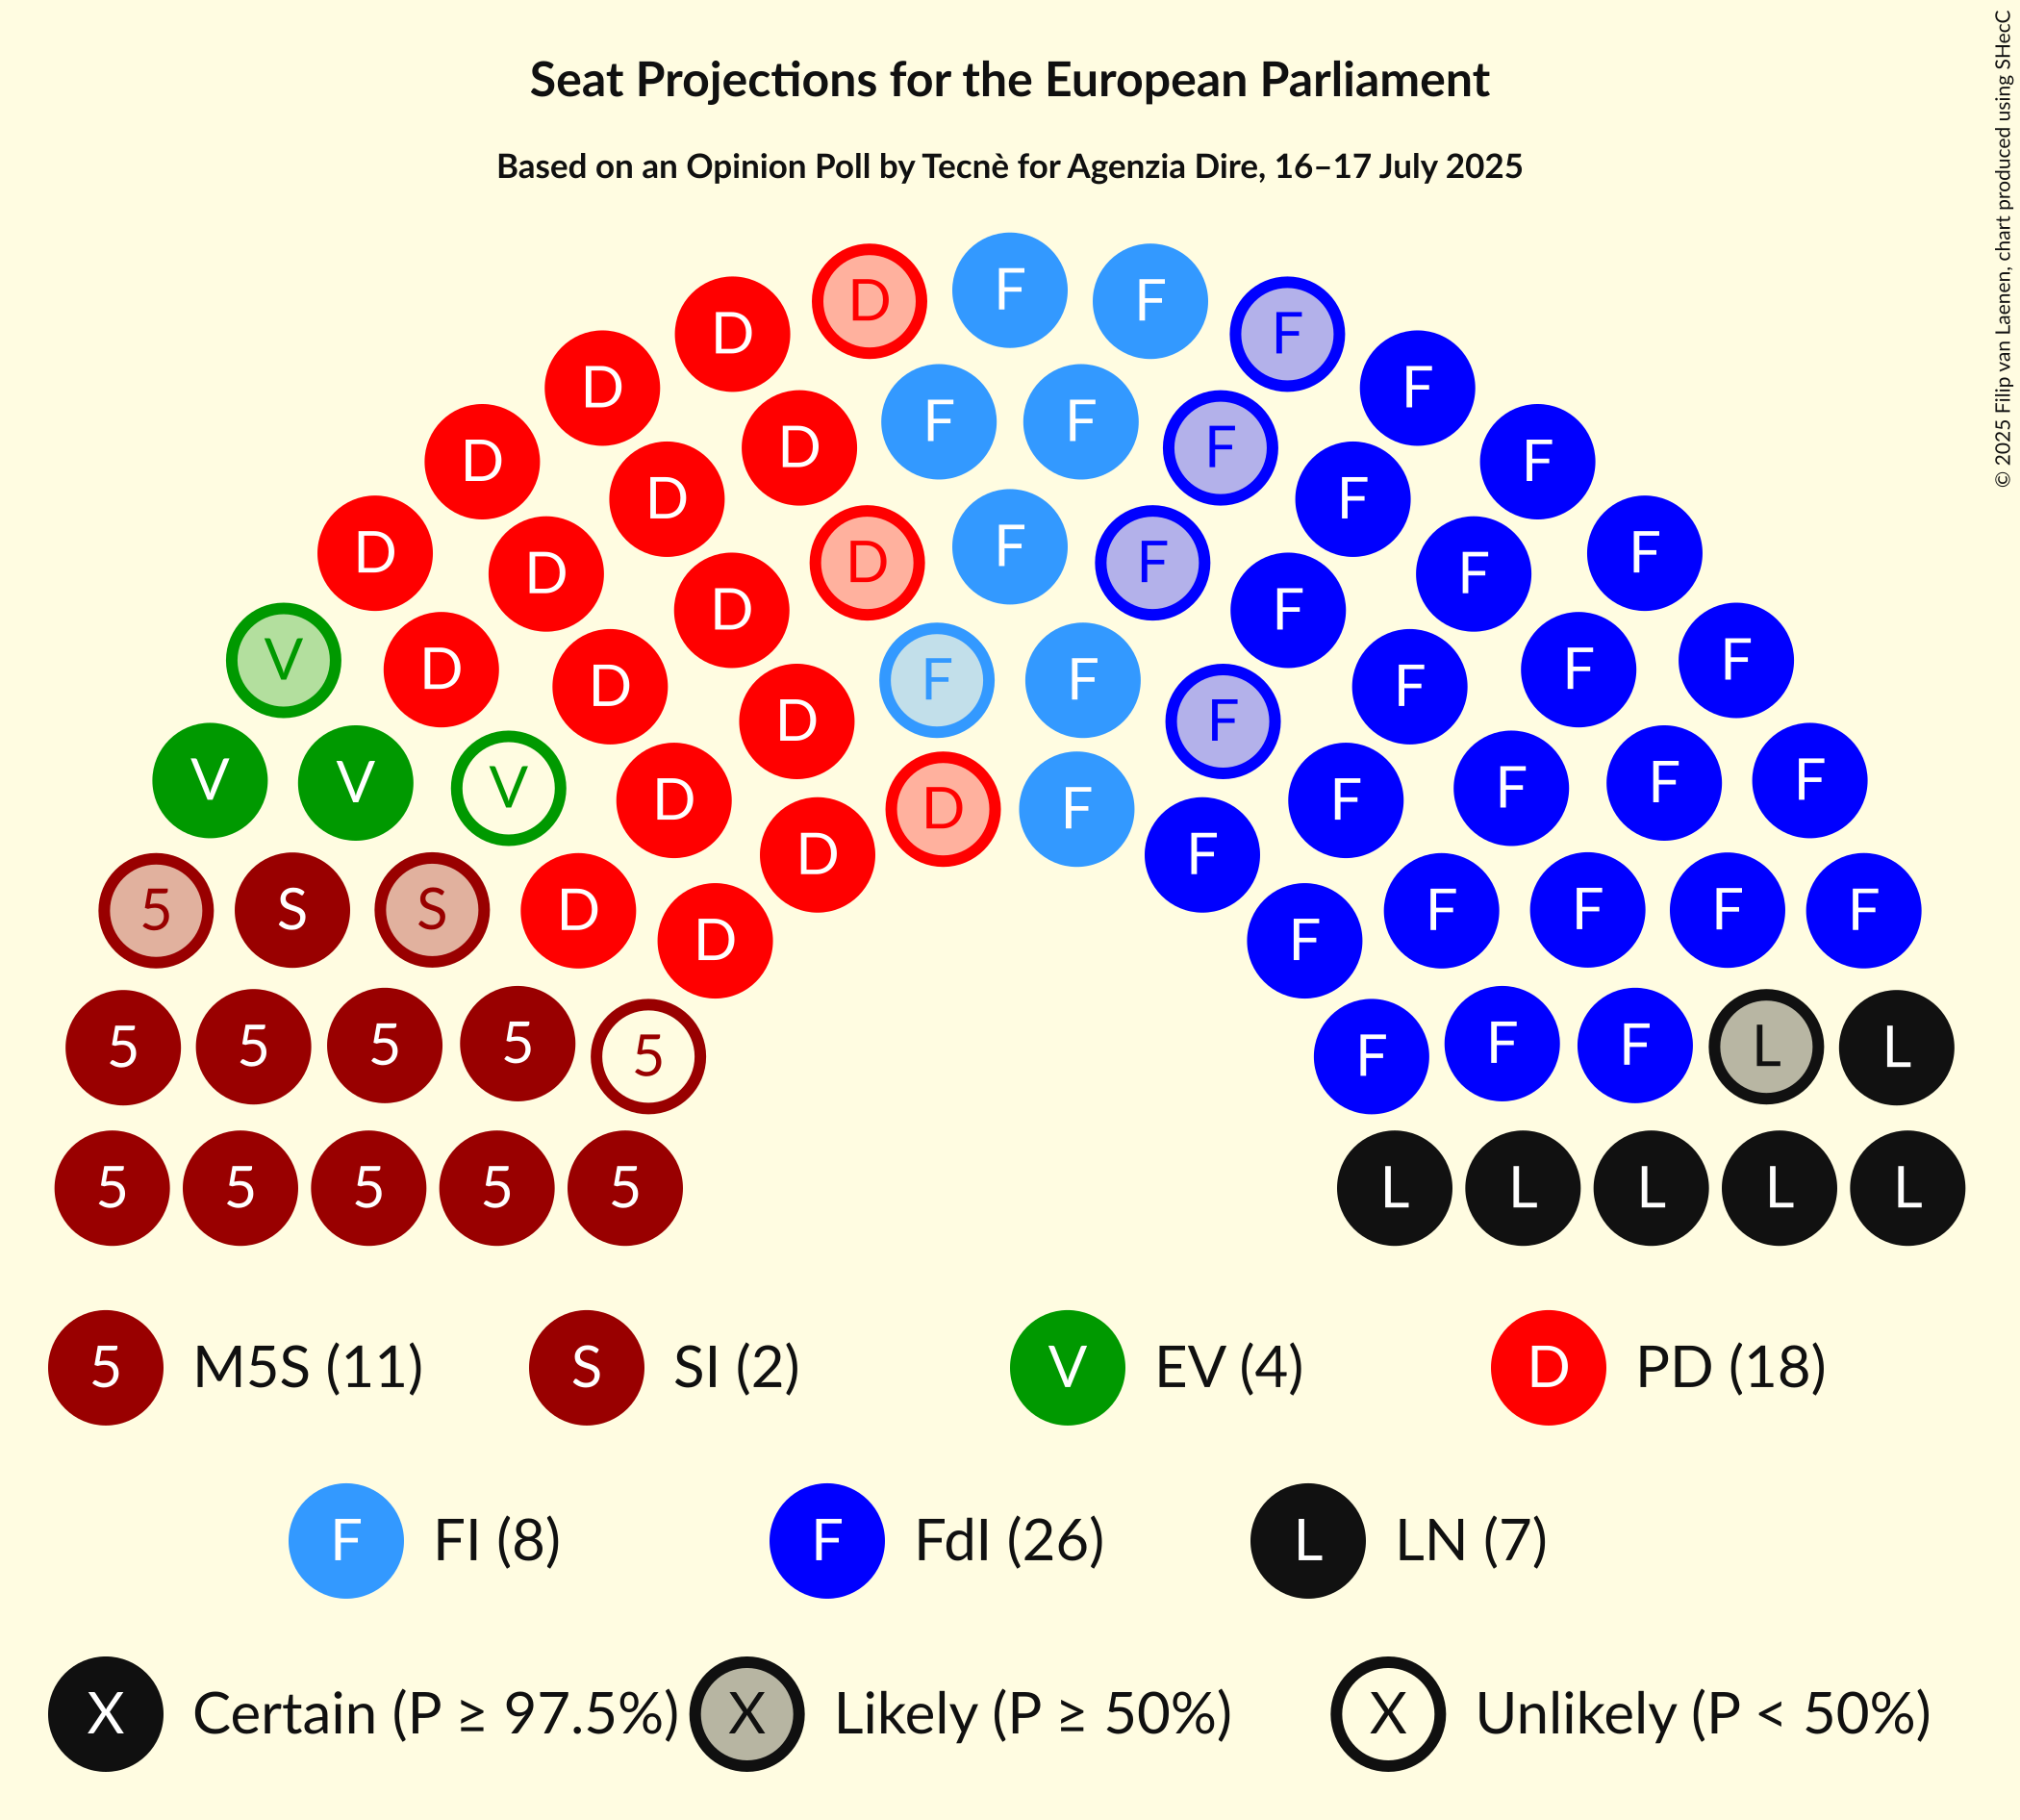 Seat Projections for the European Parliament
Based on an Opinion Poll by Tecnè for Agenzia Dire, 16–17 July 2025
© 2025 Filip van Laenen, chart produced using SHecC
D F F F
D F F F
D D F F F F
D D F F
D D F F
D D F F F F
V D D F F F F F
D D F F
V V V D F F F F
D D F F
5 S S D D F F F F F
5 5 5 5 5 F F F L L
5 5 5 5 5 L L L L L
5 M5S (11) S SI (2) V EV (4) D PD (18)
F FI (8) F FdI (26) L LN (7)
X Certain (P ≥ 97.5%) X Likely (P ≥ 50%) X Unlikely (P < 50%)